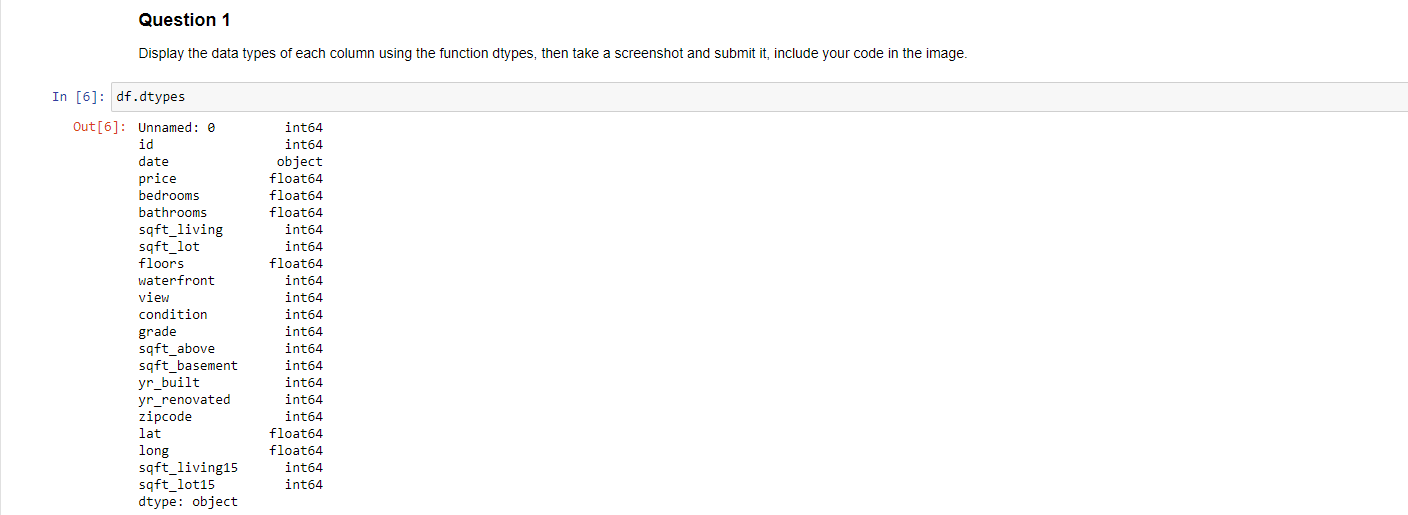 Question 1
Display the data types of each column using the function dtypes, then take a screenshot and submit it, include your code in the image.
In [6]: df.dtypes
Out[6]: Unnamed: 0 int64
id int64
date object
price float64
bedrooms float64
bathrooms float64
sqft_living int64
sqft_lot int64
floors float64
waterfront int64
view int64
condition int64
grade int64
sqft_above int64
sqft_basement int64
yr_built int64
yr_renovated int64
zipcode int64
lat float64
long float64
sqft_living15 int64
sqft_lot15 int64
dtype: object